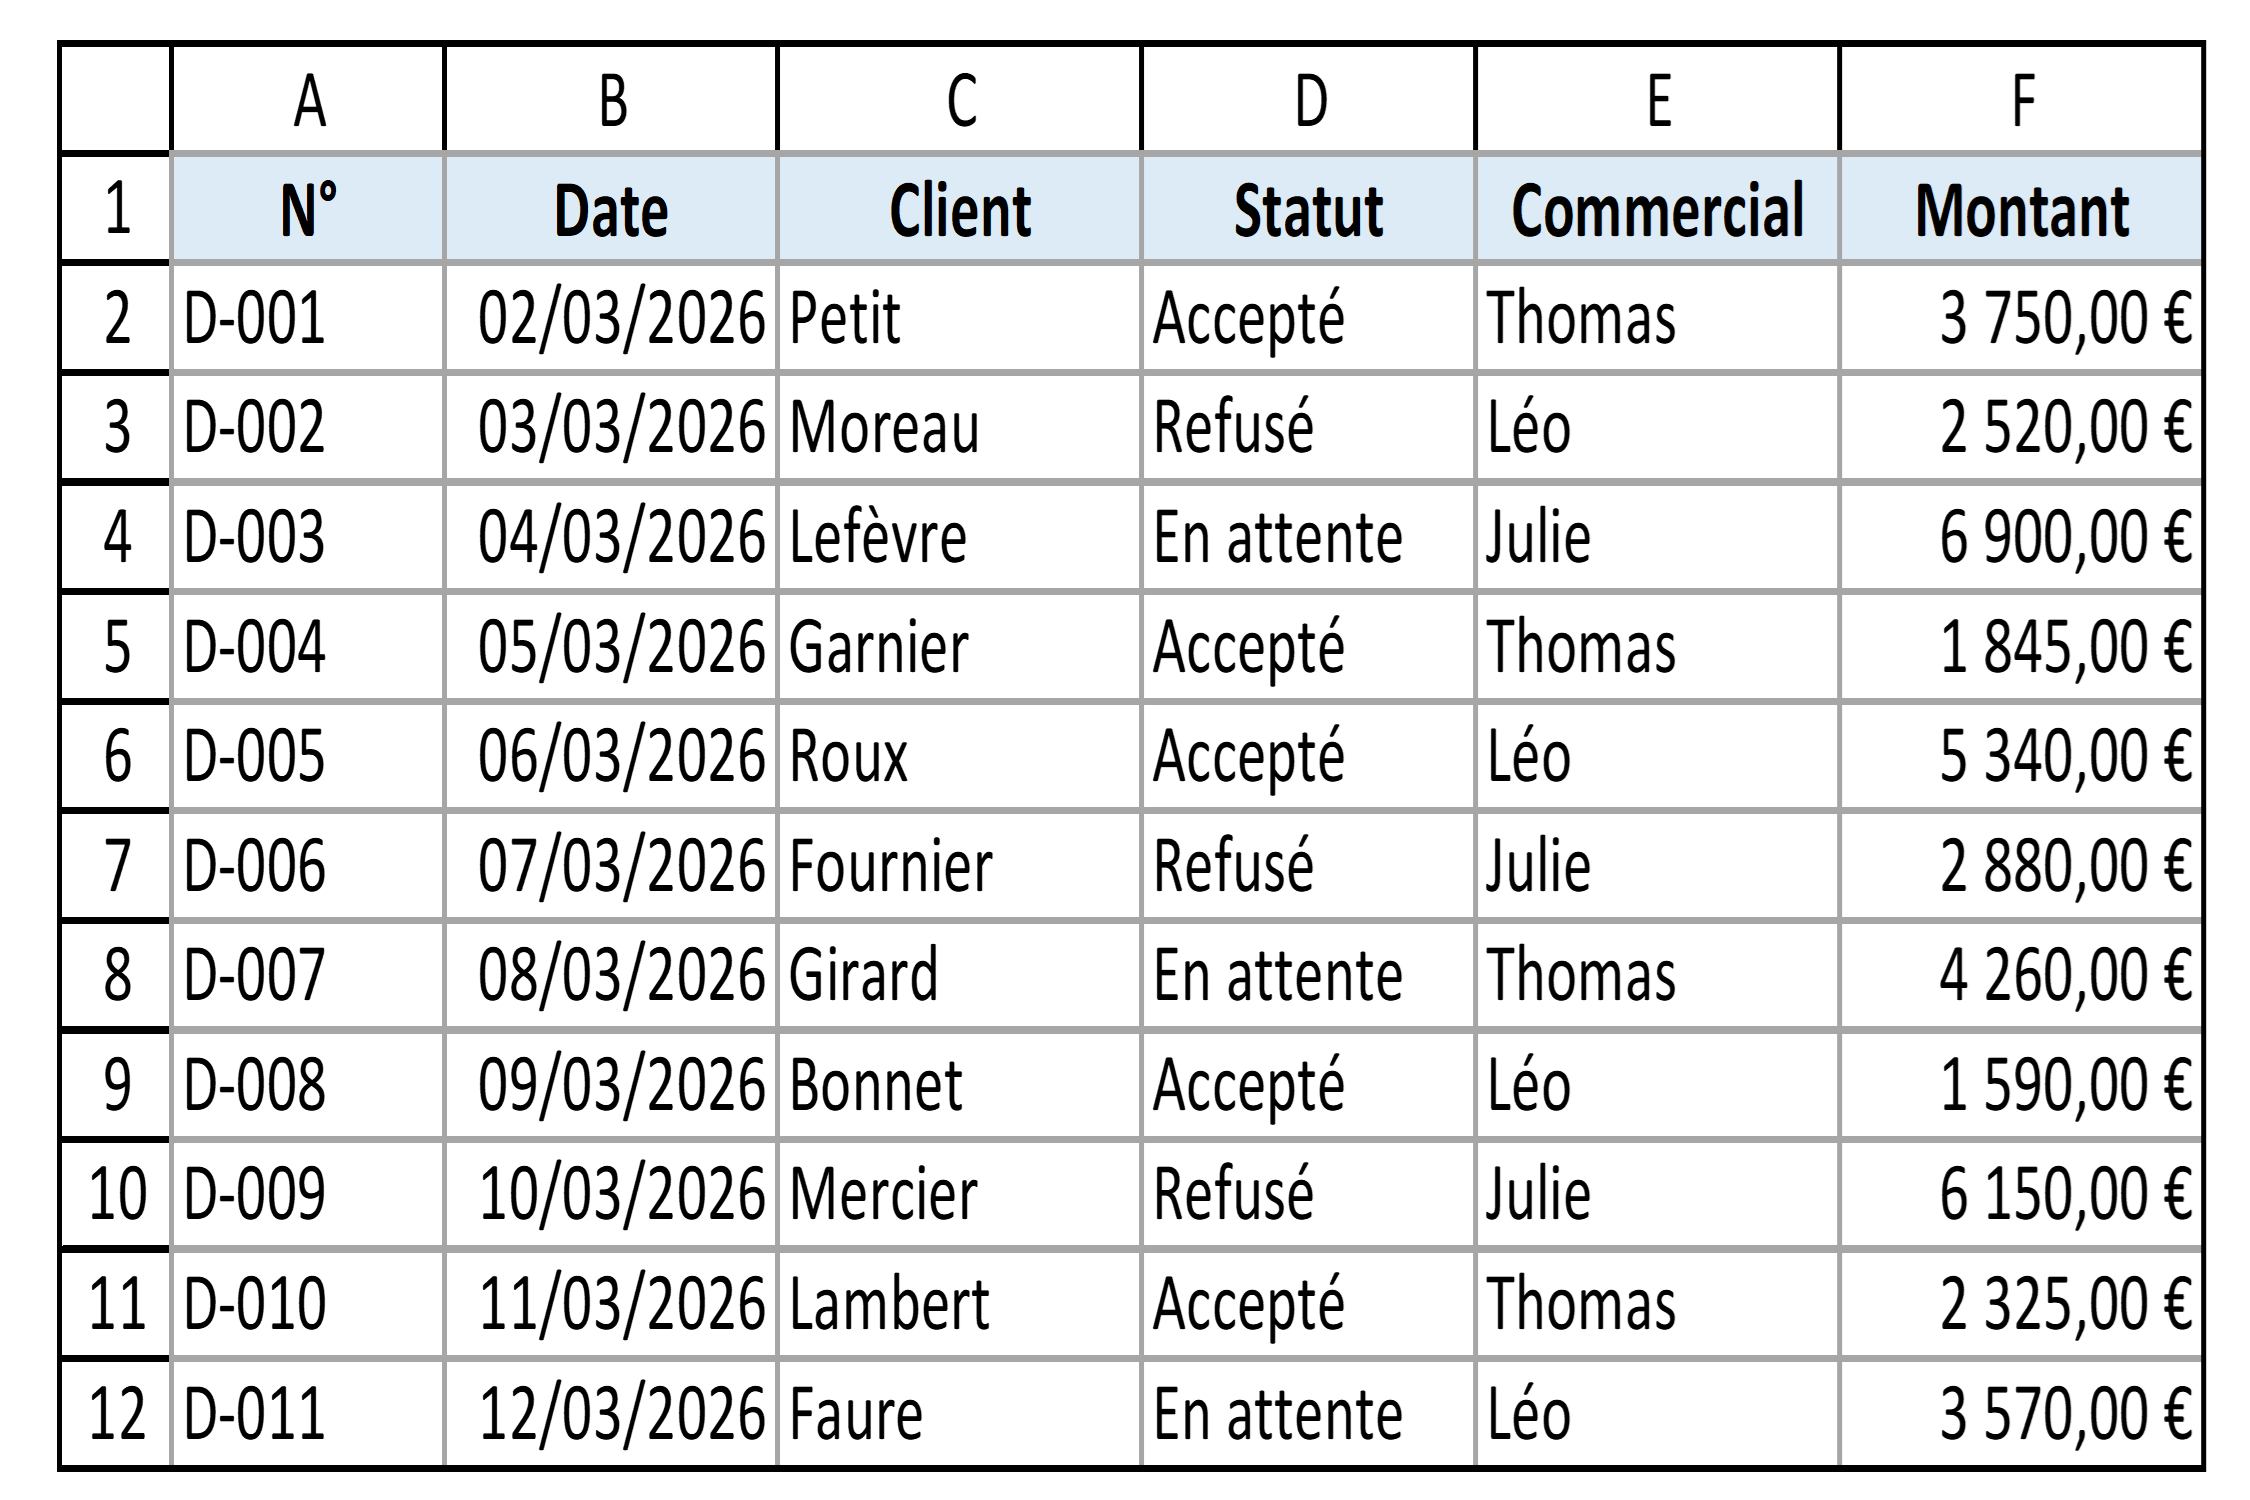 A B C D E F
1 N° Date Client Statut Commercial Montant
2 D-001 02/03/2026 Petit Accepté Thomas 3 750,00 €
3 D-002 03/03/2026 Moreau Refusé Léo 2 520,00 €
4 D-003 04/03/2026 Lefèvre En attente Julie 6 900,00 €
5 D-004 05/03/2026 Garnier Accepté Thomas 1 845,00 €
6 D-005 06/03/2026 Roux Accepté Léo 5 340,00 €
7 D-006 07/03/2026 Fournier Refusé Julie 2 880,00 €
8 D-007 08/03/2026 Girard En attente Thomas 4 260,00 €
9 D-008 09/03/2026 Bonnet Accepté Léo 1 590,00 €
10 D-009 10/03/2026 Mercier Refusé Julie 6 150,00 €
11 D-010 11/03/2026 Lambert Accepté Thomas 2 325,00 €
12 D-011 12/03/2026 Faure En attente Léo 3 570,00 €